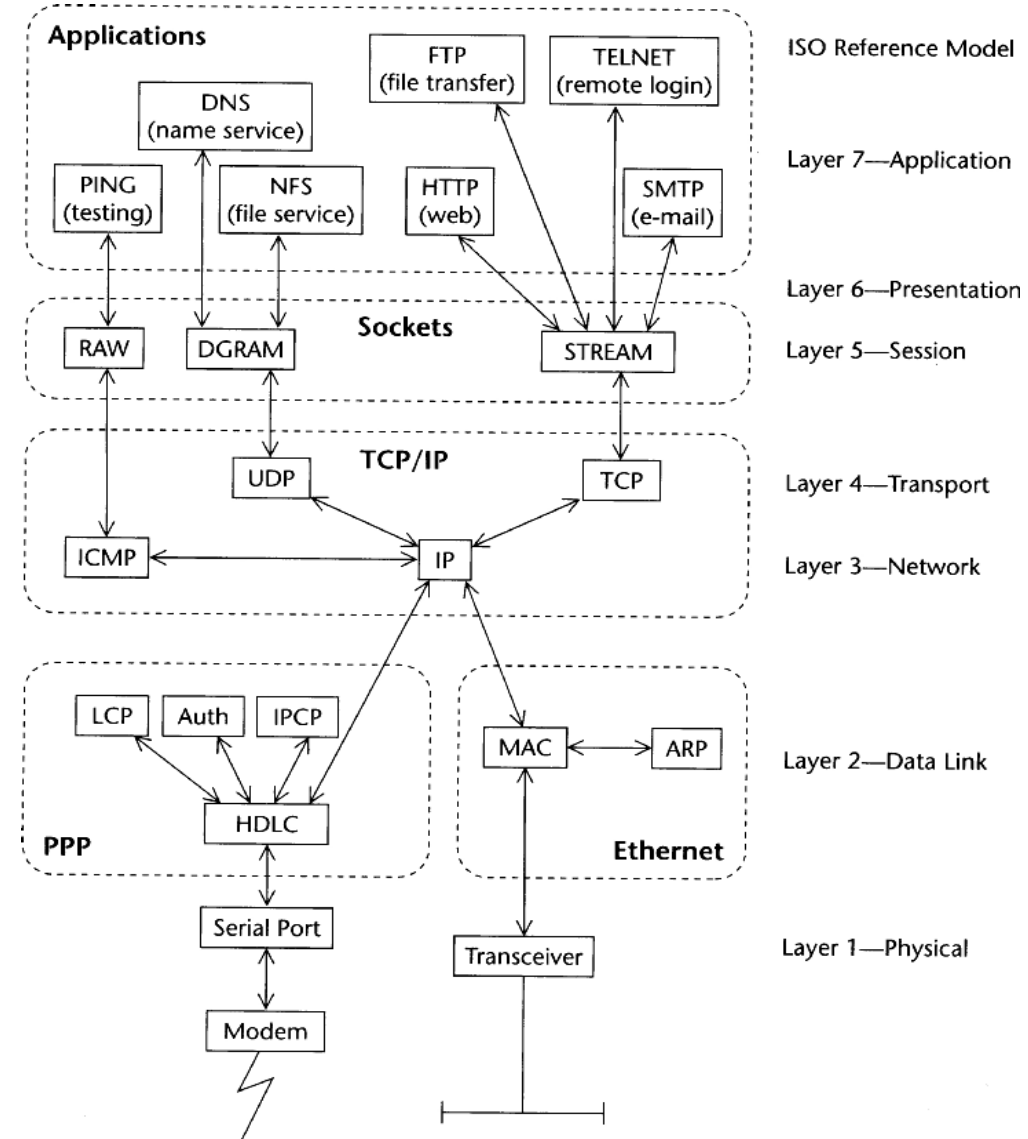 Applications
FTP
(file transfer)
TELNET
(remote login)
ISO Reference Model
DNS
(name service)
PING
(testing)
NFS
(file service)
HTTP
(web)
SMTP
(e-mail)
Layer 7—Application
Layer 6—Presentation
Sockets
RAW
DGRAM
STREAM
Layer 5—Session
TCP/IP
UDP
TCP
Layer 4—Transport
ICMP
IP
Layer 3—Network
LCP
Auth
IPCP
MAC
ARP
Layer 2—Data Link
HDLC
PPP
Ethernet
Serial Port
Transceiver
Layer 1—Physical
Modem